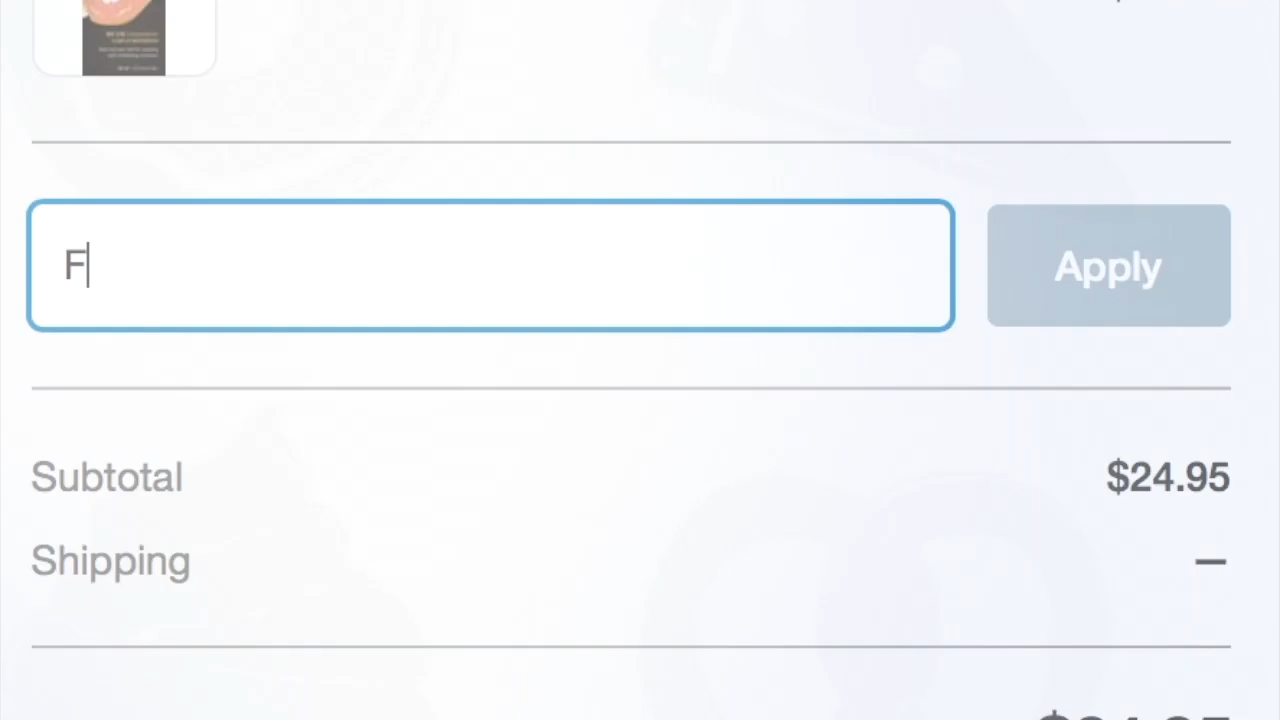 F
Apply
Subtotal
$24.95
Shipping
—